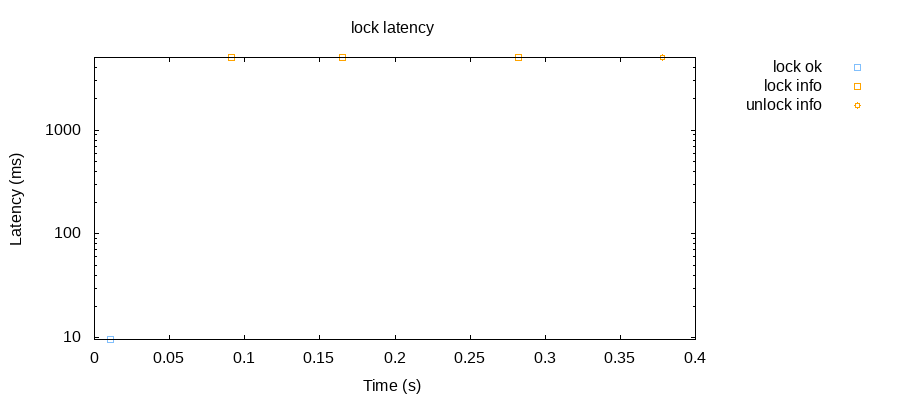 lock latency
lock ok
lock info
unlock info
1000
100
10
Latency (ms)
0 0.05 0.1 0.15 0.2 0.25 0.3 0.35 0.4
Time (s)